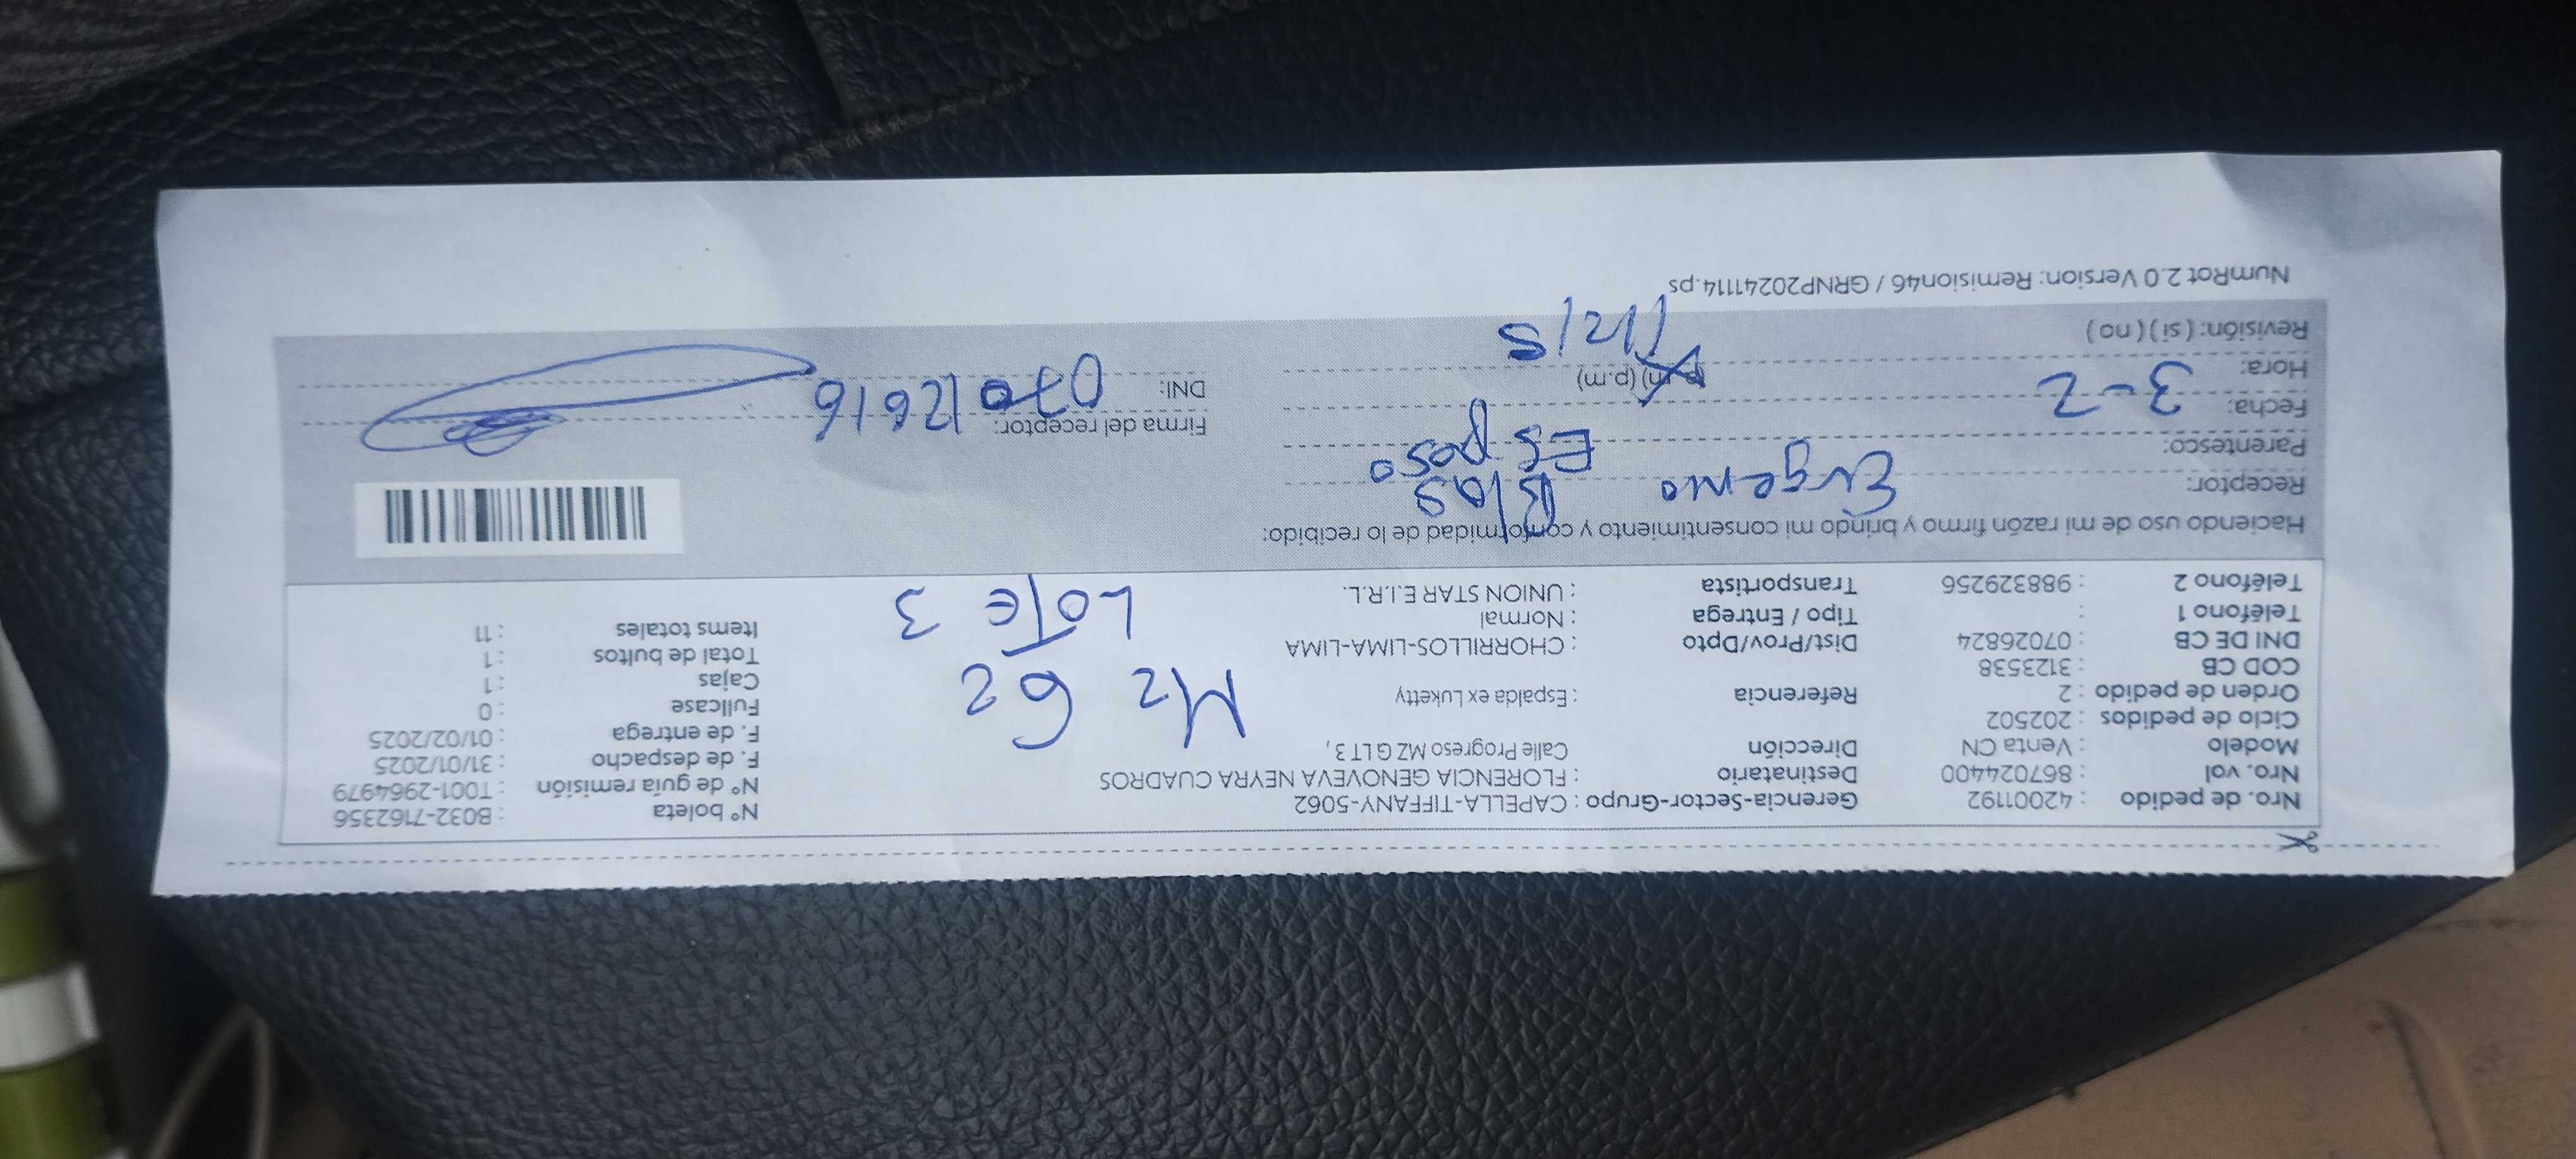 Nro. de pedido : 42001192 Gerencia-Sector-Grupo : CAPELLA-TIFFANY-5062 N° boleta : B032-7162356
Nro. vol : 867024400 Destinatario : FLORENCIA GENOVEVA NEYRA CUADROS N° de guía remisión : T001-2964979
Modelo : Venta CN Dirección Calle Progreso MZ G LT 3, F. de despacho : 31/01/2025
Ciclo de pedidos : 202502 F. de entrega : 01/02/2025
Orden de pedido : 2 Referencia : Espalda ex Luketty Mz G2 Fullcase : 0
COD CB : 3123538 Cajas : 1
DNI DE CB : 07026824 Dist/Prov/Dpto : CHORRILLOS-LIMA-LIMA Total de bultos : 1
Teléfono 1 : Tipo / Entrega : Normal LOTE 3 Items totales : 11
Teléfono 2 : 988329256 Transportista : UNION STAR E.I.R.L.
Haciendo uso de mi razón firmo y brindo mi consentimiento y conformidad de lo recibido:
Receptor: Eugenio Blas
Parentesco: Esposo
Fecha: 3-2 Firma del receptor:
Hora: (p.m) DNI:
Revisión: ( si ) ( no )
NumRot 2.0 Version: Remision46 / GRNP20241114.ps